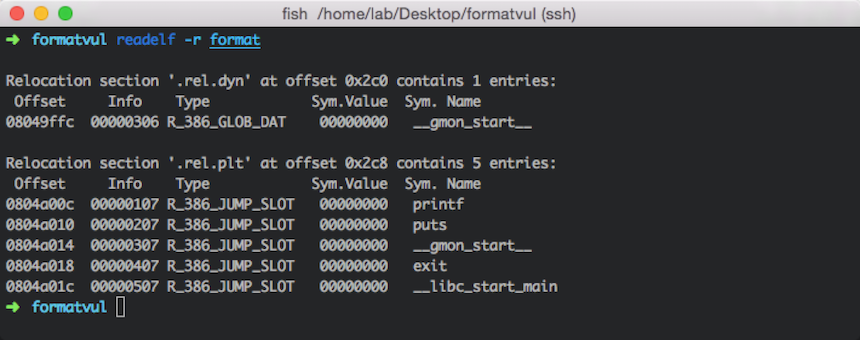 fish /home/lab/Desktop/formatvul (ssh)
➜ formatvul readelf -r format
Relocation section '.rel.dyn' at offset 0x2c0 contains 1 entries:
Offset Info Type Sym.Value Sym. Name
08049ffc 00000306 R_386_GLOB_DAT 00000000 __gmon_start__
Relocation section '.rel.plt' at offset 0x2c8 contains 5 entries:
Offset Info Type Sym.Value Sym. Name
0804a00c 00000107 R_386_JUMP_SLOT 00000000 printf
0804a010 00000207 R_386_JUMP_SLOT 00000000 puts
0804a014 00000307 R_386_JUMP_SLOT 00000000 __gmon_start__
0804a018 00000407 R_386_JUMP_SLOT 00000000 exit
0804a01c 00000507 R_386_JUMP_SLOT 00000000 __libc_start_main
➜ formatvul